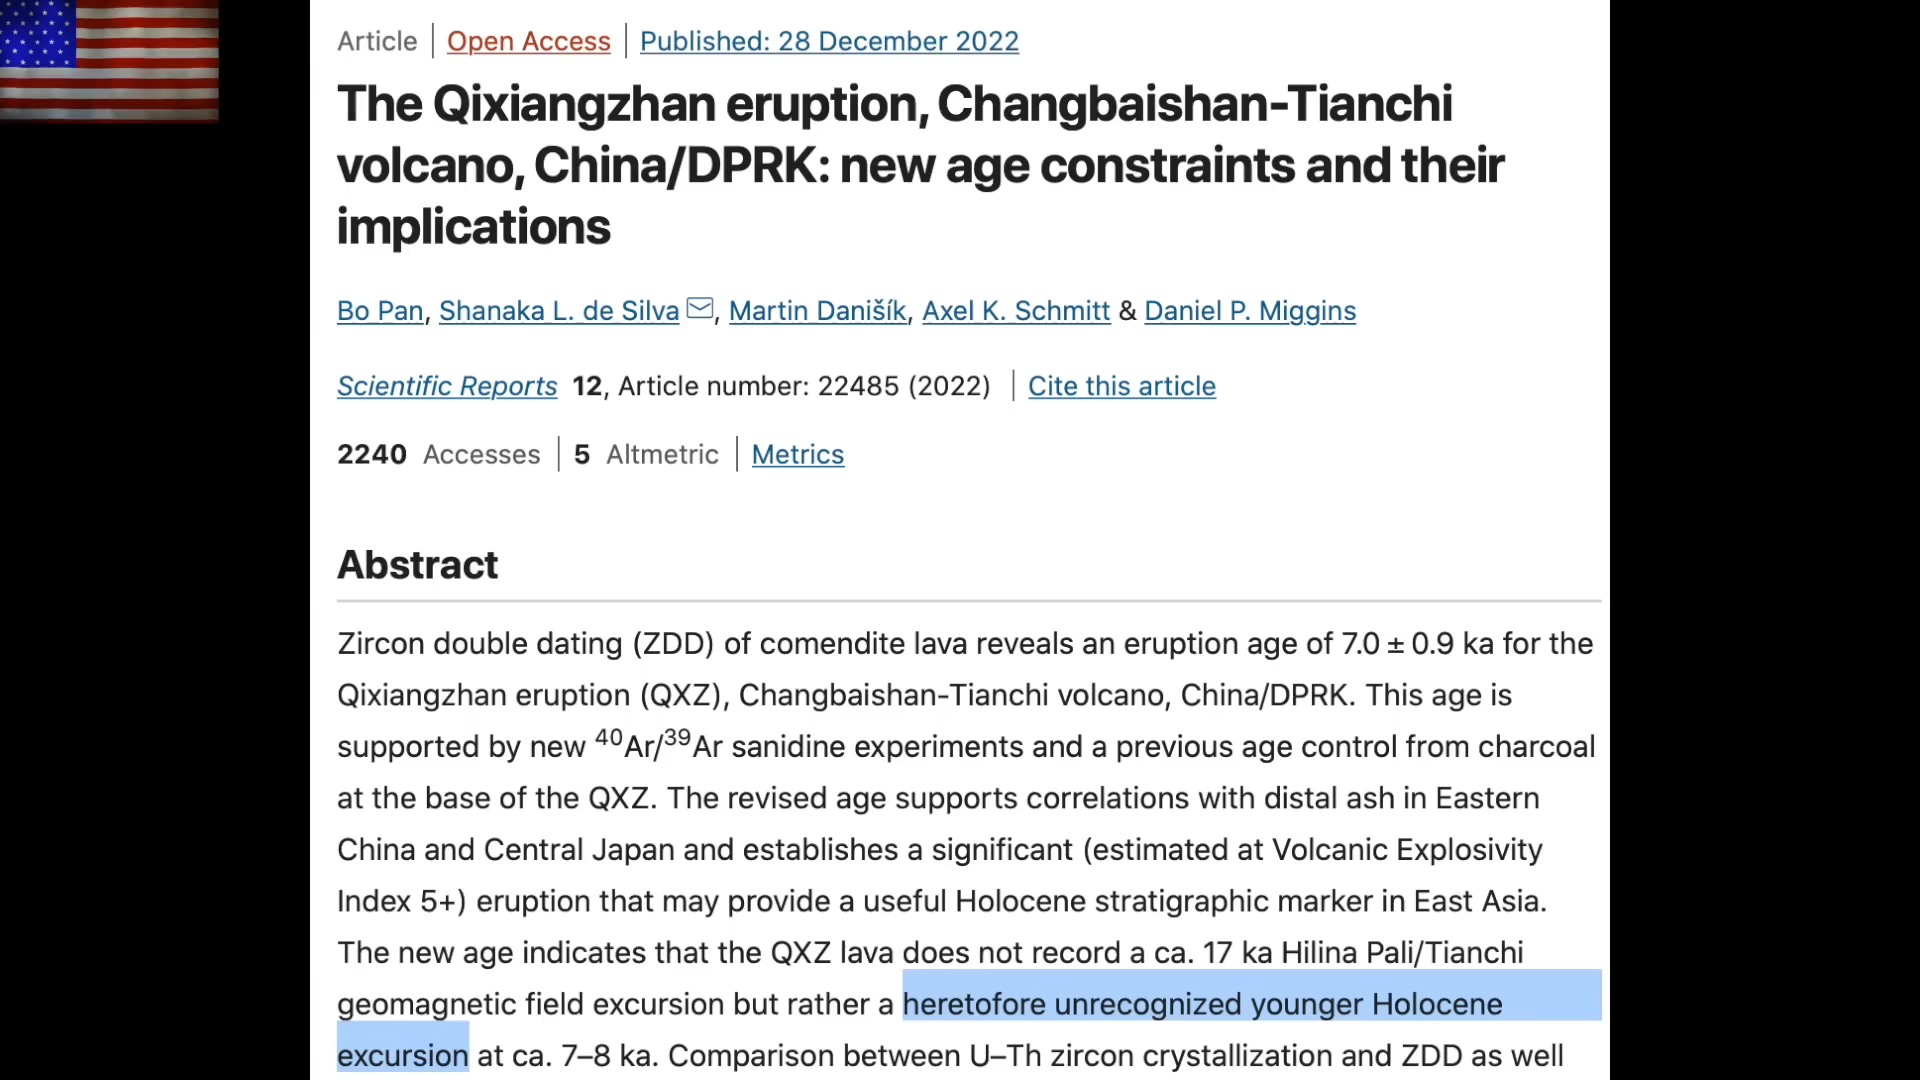 Article | Open Access | Published: 28 December 2022
The Qixiangzhan eruption, Changbaishan-Tianchi
volcano, China/DPRK: new age constraints and their
implications
Bo Pan, Shanaka L. de Silva, Martin Danišík, Axel K. Schmitt & Daniel P. Miggins
Scientific Reports 12, Article number: 22485 (2022) | Cite this article
2240 Accesses | 5 Altmetric | Metrics
Abstract
Zircon double dating (ZDD) of comendite lava reveals an eruption age of 7.0 ± 0.9 ka for the
Qixiangzhan eruption (QXZ), Changbaishan-Tianchi volcano, China/DPRK. This age is
supported by new ⁴⁰Ar/³⁹Ar sanidine experiments and a previous age control from charcoal
at the base of the QXZ. The revised age supports correlations with distal ash in Eastern
China and Central Japan and establishes a significant (estimated at Volcanic Explosivity
Index 5+) eruption that may provide a useful Holocene stratigraphic marker in East Asia.
The new age indicates that the QXZ lava does not record a ca. 17 ka Hilina Pali/Tianchi
geomagnetic field excursion but rather a heretofore unrecognized younger Holocene
excursion at ca. 7–8 ka. Comparison between U–Th zircon crystallization and ZDD as well